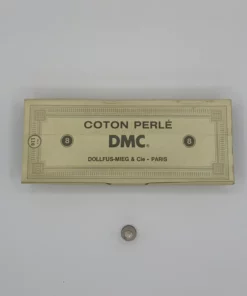 COTON PERLÉ
8 DMC® 8
DOLLFUS-MIEG & Cie - PARIS